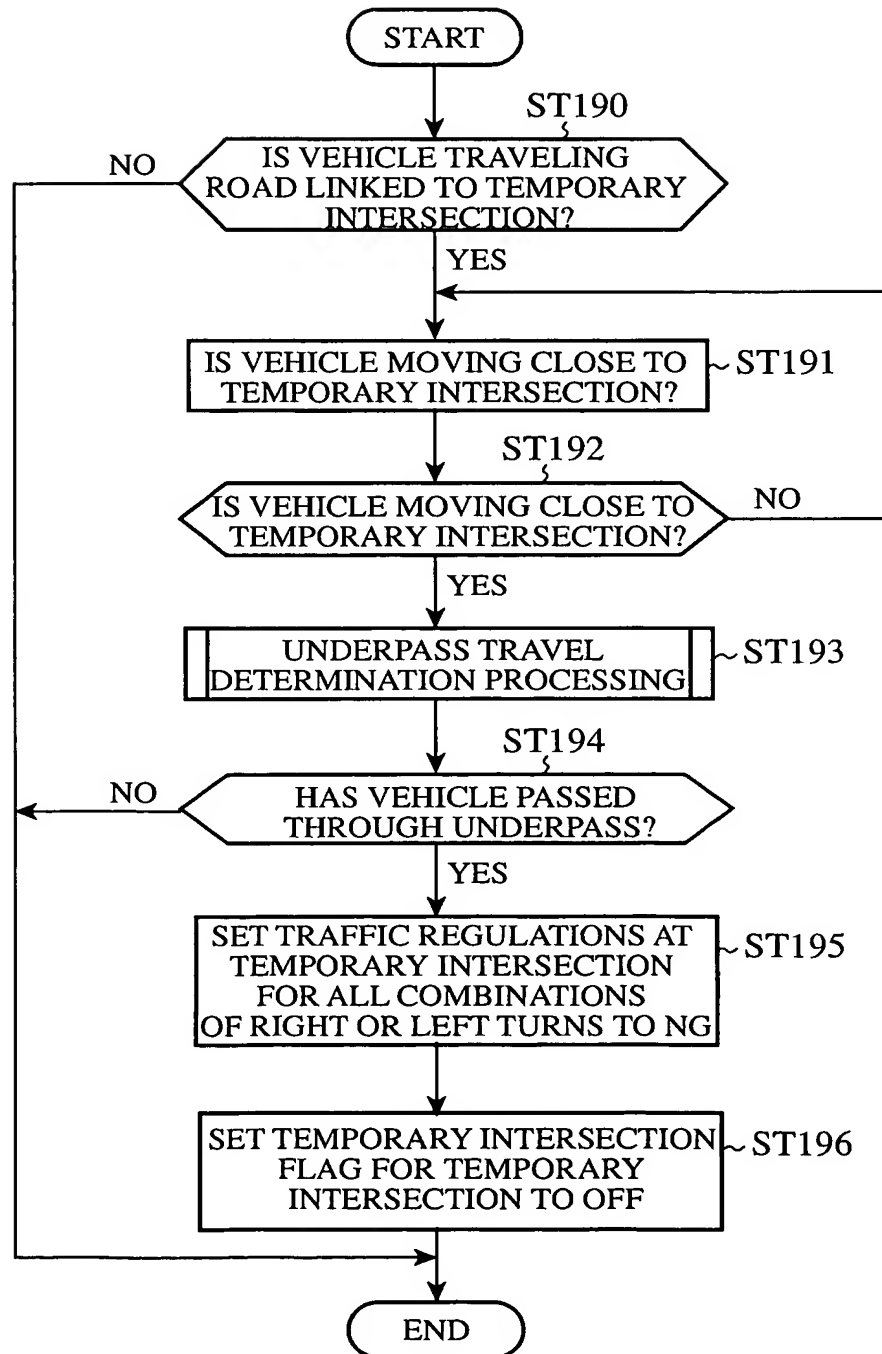 START
ST190
NO
IS VEHICLE TRAVELING
ROAD LINKED TO TEMPORARY
INTERSECTION?
YES
IS VEHICLE MOVING CLOSE TO
TEMPORARY INTERSECTION?
ST191
ST192
IS VEHICLE MOVING CLOSE TO
TEMPORARY INTERSECTION?
NO
YES
UNDERPASS TRAVEL
DETERMINATION PROCESSING
ST193
ST194
NO
HAS VEHICLE PASSED
THROUGH UNDERPASS?
YES
SET TRAFFIC REGULATIONS AT
TEMPORARY INTERSECTION
FOR ALL COMBINATIONS
OF RIGHT OR LEFT TURNS TO NG
ST195
SET TEMPORARY INTERSECTION
FLAG FOR TEMPORARY
INTERSECTION TO OFF
ST196
END